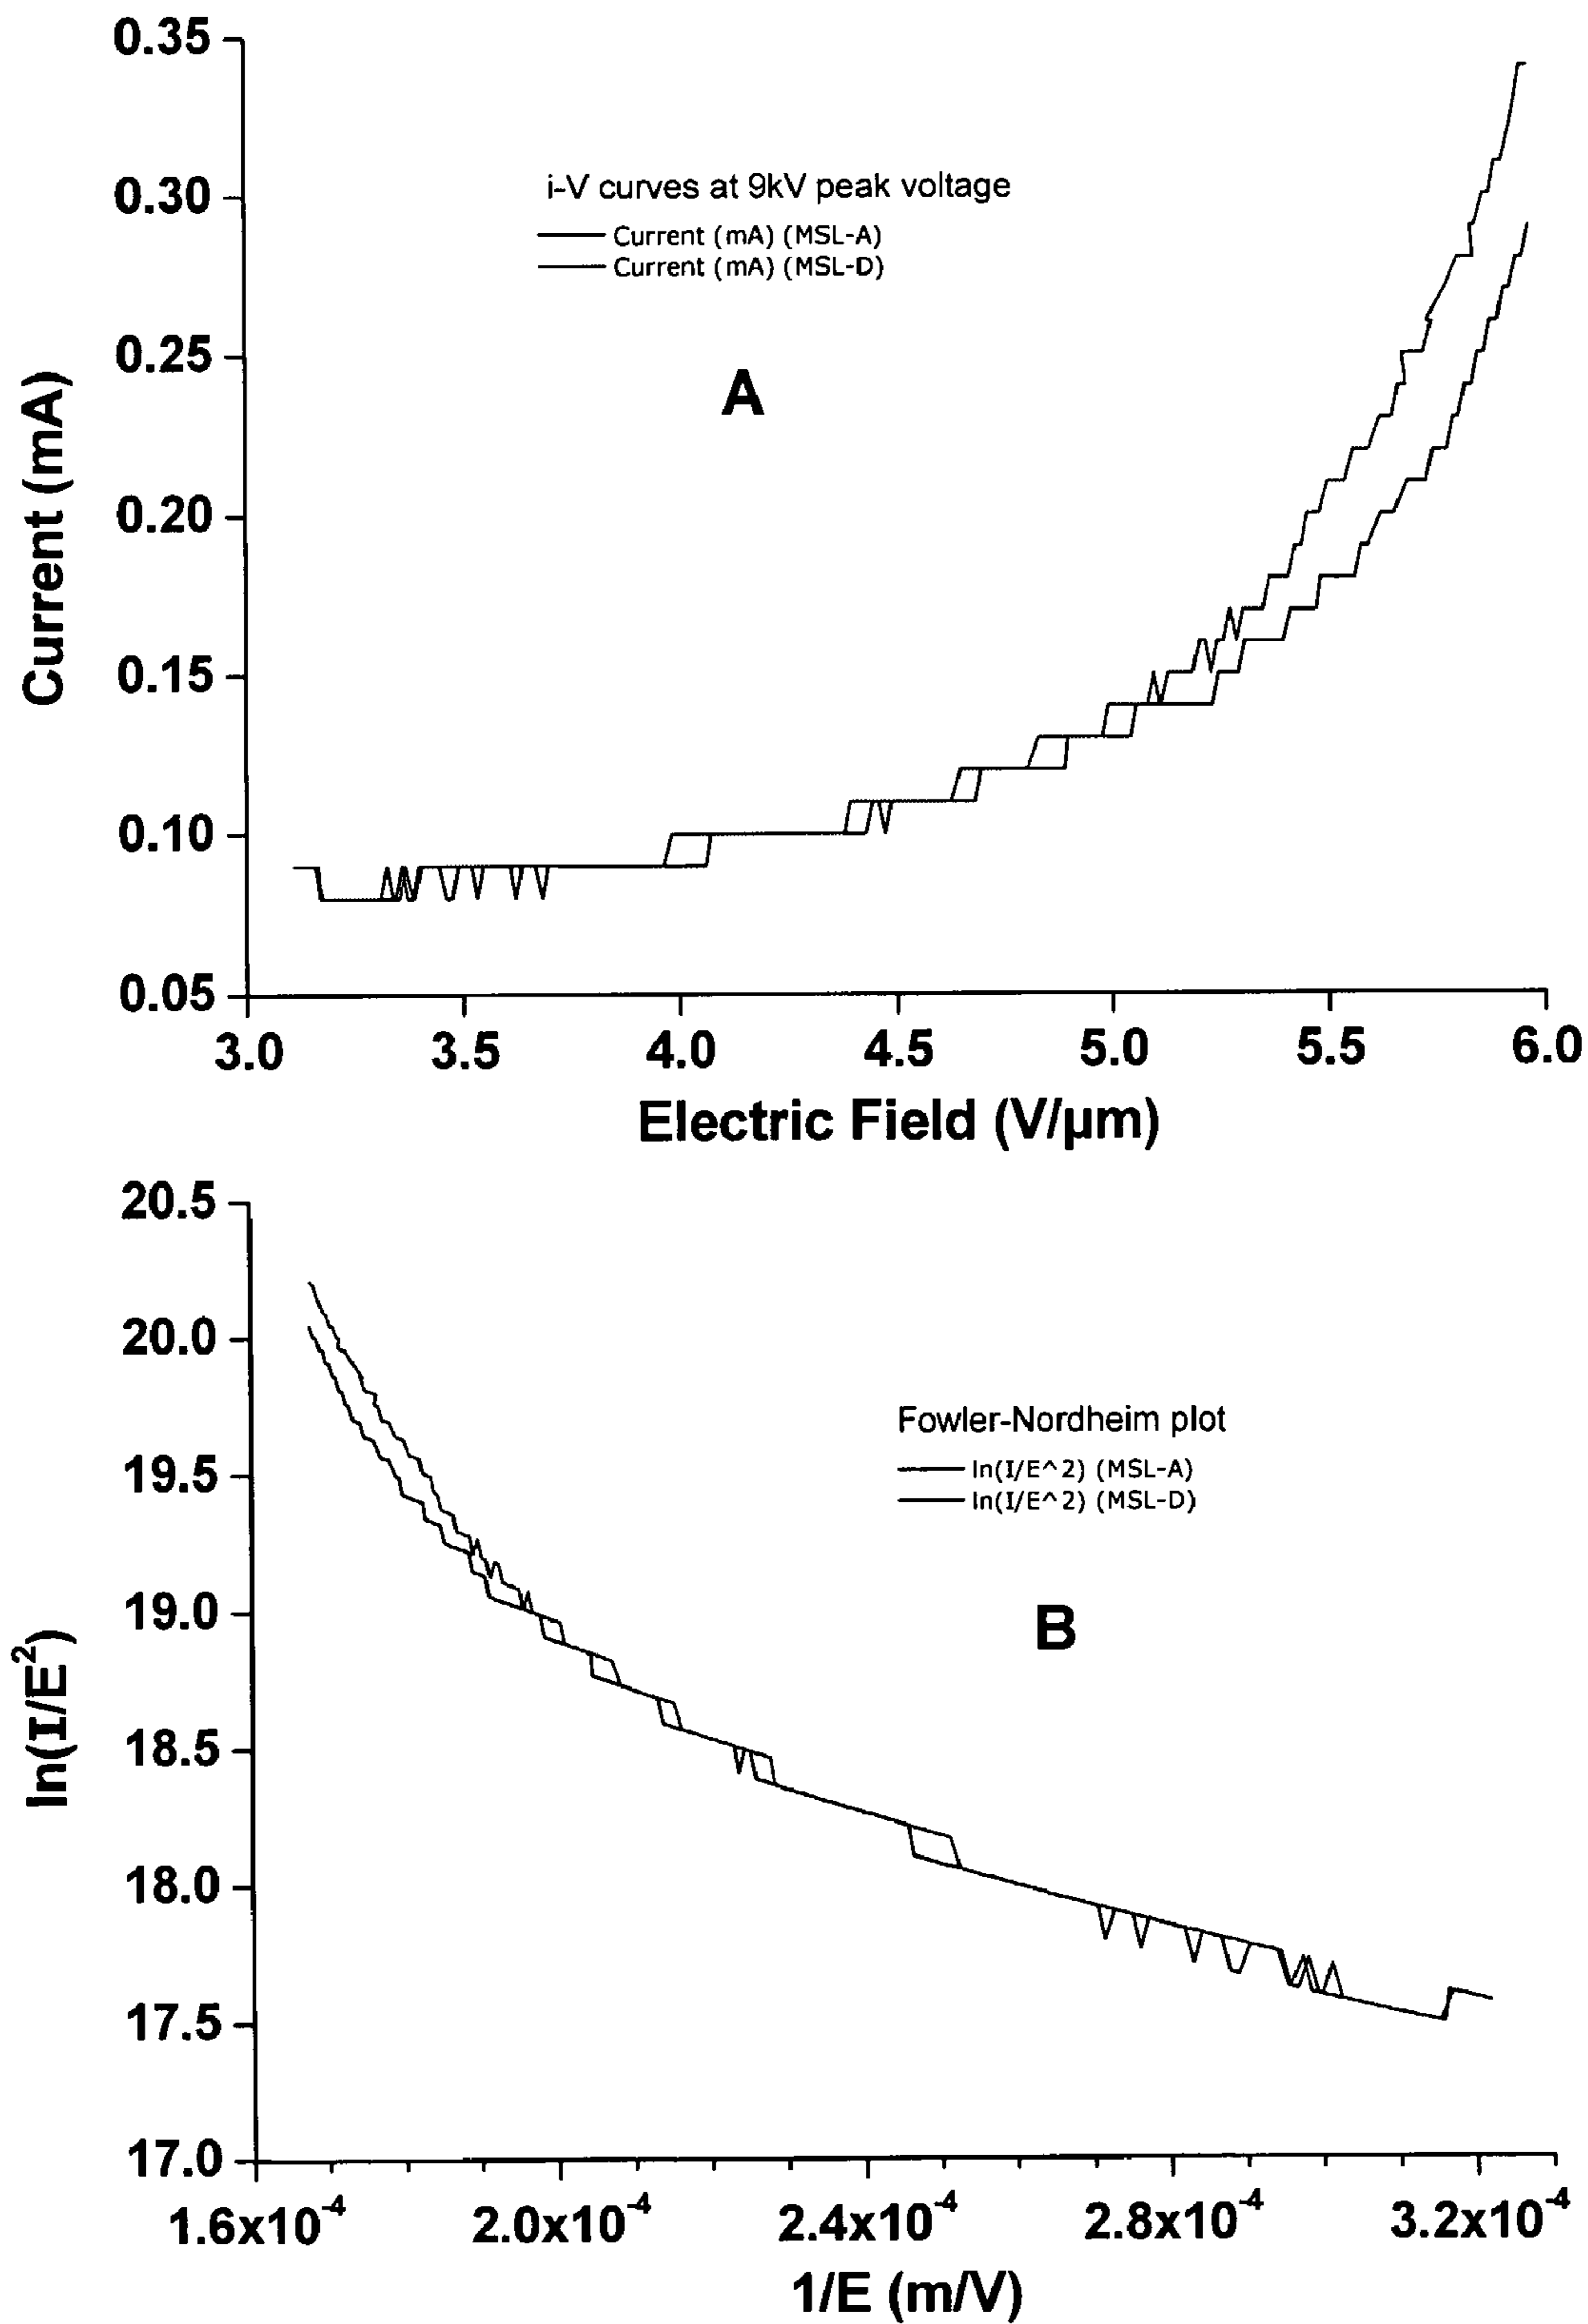 0.35
0.30
0.25
0.20
0.15
0.10
0.05
Current (mA)
i-V curves at 9kV peak voltage
Current (mA) (MSL-A)
Current (mA) (MSL-D)
A
3.0 3.5 4.0 4.5 5.0 5.5 6.0
Electric Field (V/µm)
20.5
20.0
19.5
19.0
18.5
18.0
17.5
17.0
ln(I/E²)
Fowler-Nordheim plot
ln(I/E^2) (MSL-A)
ln(I/E^2) (MSL-D)
B
1.6x10⁻⁴ 2.0x10⁻⁴ 2.4x10⁻⁴ 2.8x10⁻⁴ 3.2x10⁻⁴
1/E (m/V)